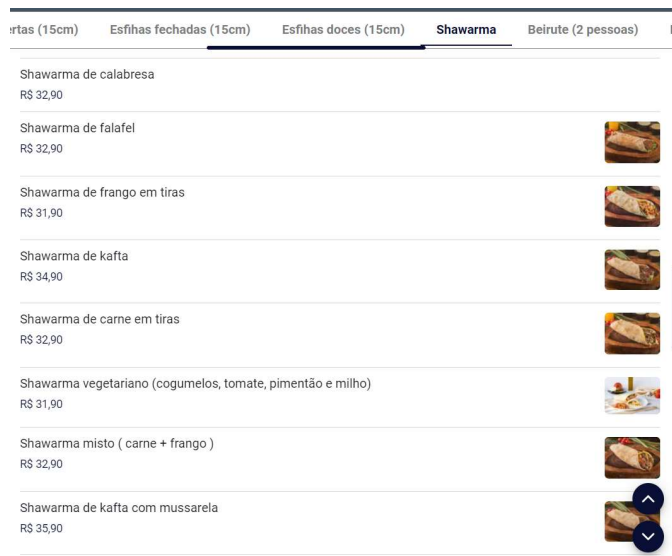 ertas (15cm) Esfihas fechadas (15cm) Esfihas doces (15cm) Shawarma Beirute (2 pessoas)
Shawarma de calabresa
R$ 32,90
Shawarma de falafel
R$ 32,90
Shawarma de frango em tiras
R$ 31,90
Shawarma de kafta
R$ 34,90
Shawarma de carne em tiras
R$ 32,90
Shawarma vegetariano (cogumelos, tomate, pimentão e milho)
R$ 31,90
Shawarma misto ( carne + frango )
R$ 32,90
Shawarma de kafta com mussarela
R$ 35,90